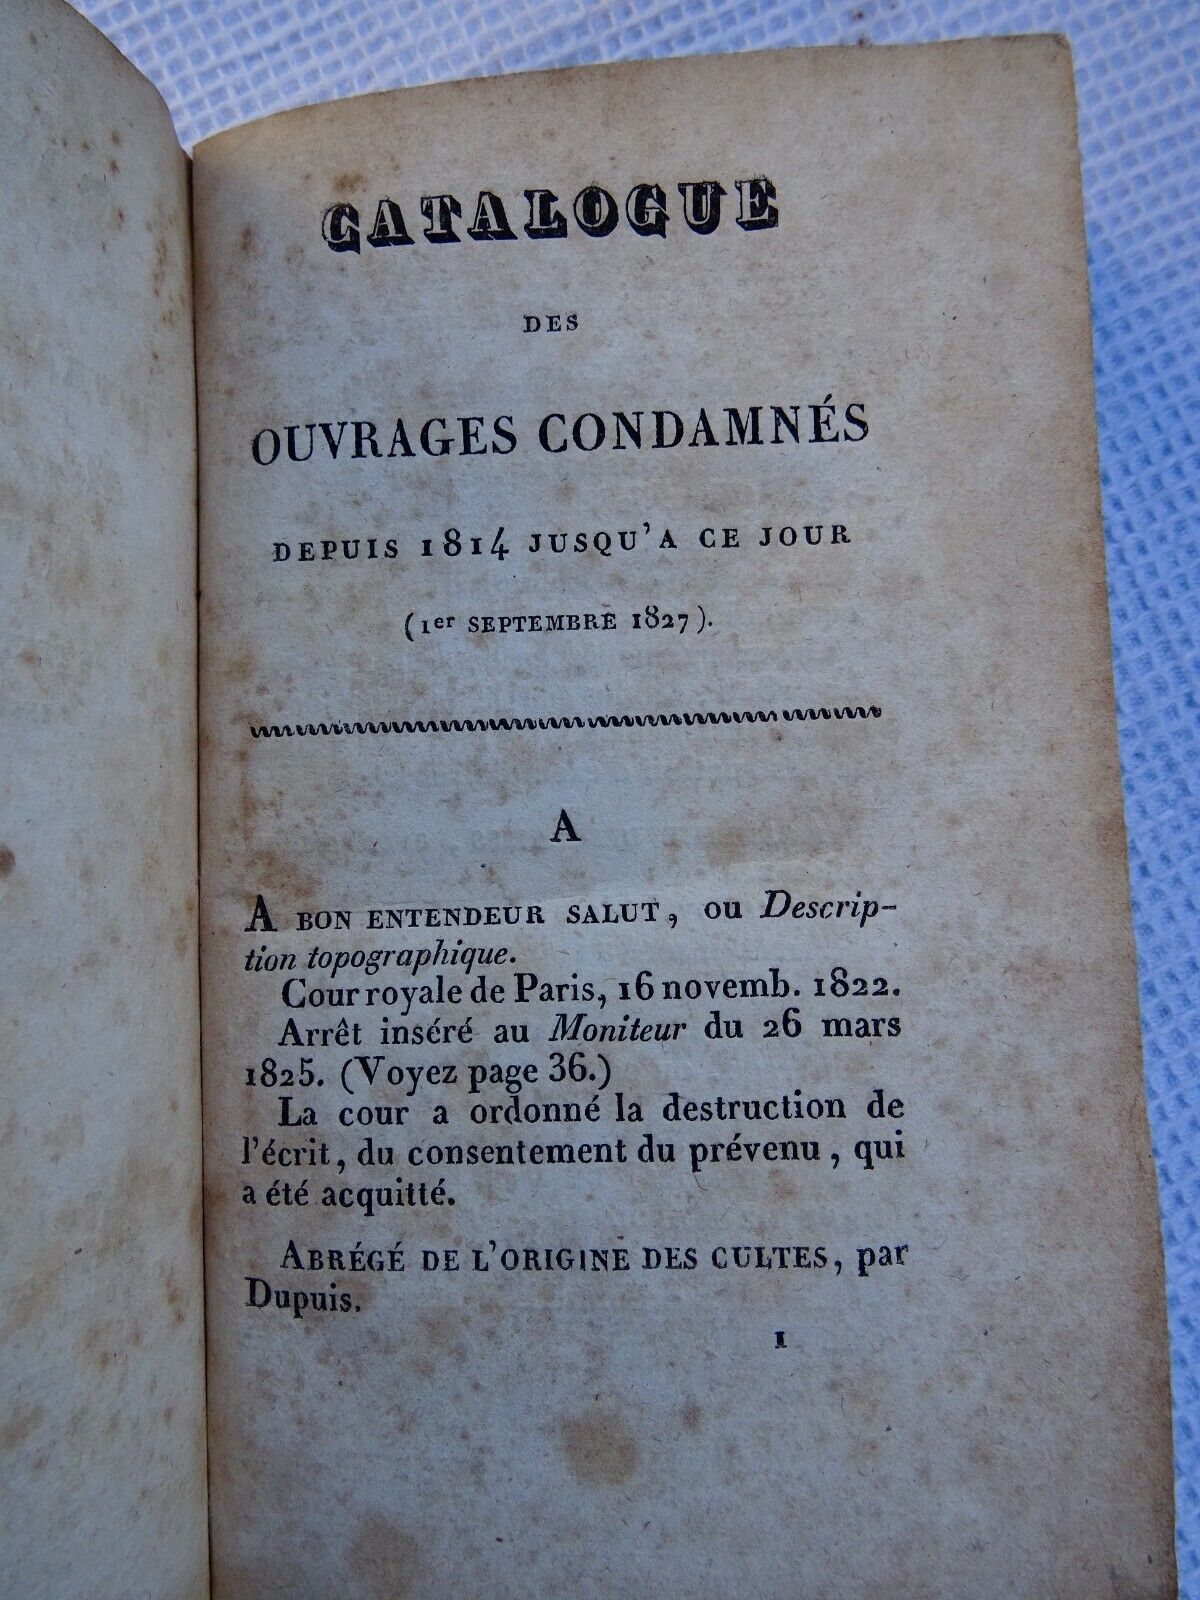 CATALOGUE
DES
OUVRAGES CONDAMNÉS
DEPUIS 1814 JUSQU'A CE JOUR
(1er SEPTEMBRE 1827).
A
A BON ENTENDEUR SALUT, ou Descrip-
tion topographique.
Cour royale de Paris, 16 novemb. 1822.
Arrêt inséré au Moniteur du 26 mars
1825. (Voyez page 36.)
La cour a ordonné la destruction de
l'écrit, du consentement du prévenu, qui
a été acquitté.
ABRÉGÉ DE L'ORIGINE DES CULTES, par
Dupuis.
1